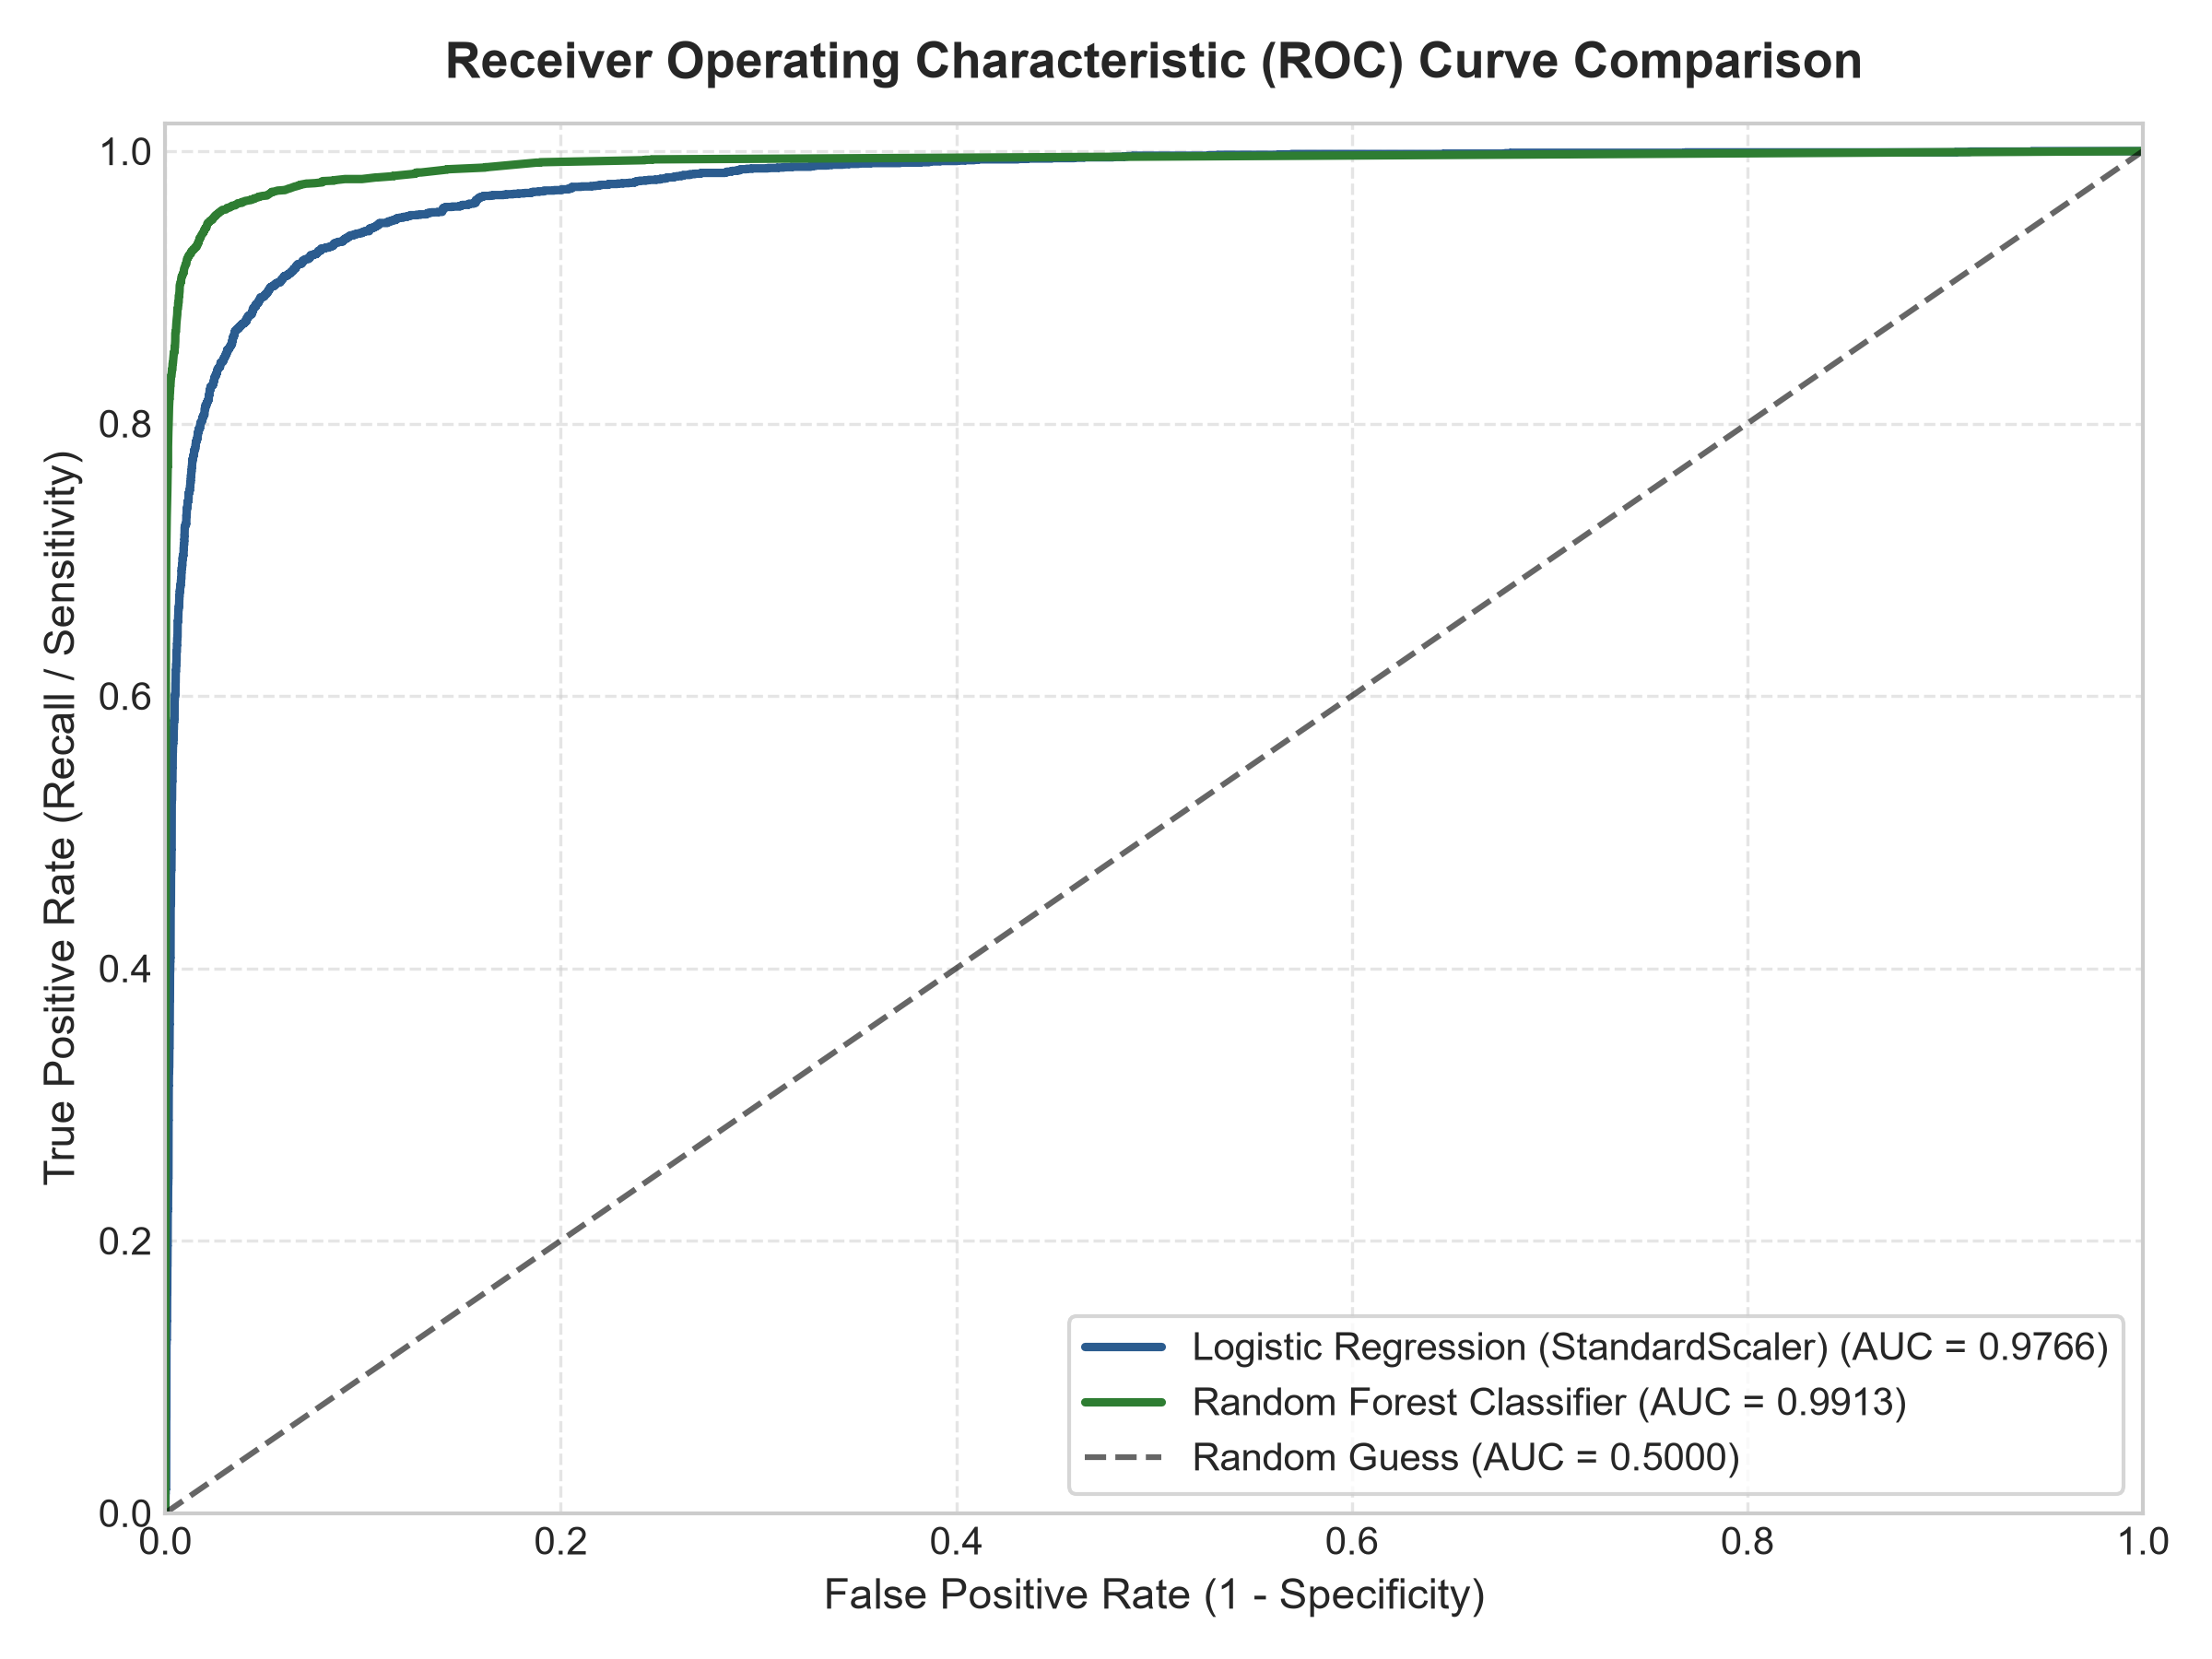 Receiver Operating Characteristic (ROC) Curve Comparison
True Positive Rate (Recall / Sensitivity)
1.0
0.8
0.6
0.4
0.2
0.0
0.0 0.2 0.4 0.6 0.8 1.0
False Positive Rate (1 - Specificity)
Logistic Regression (StandardScaler) (AUC = 0.9766)
Random Forest Classifier (AUC = 0.9913)
Random Guess (AUC = 0.5000)